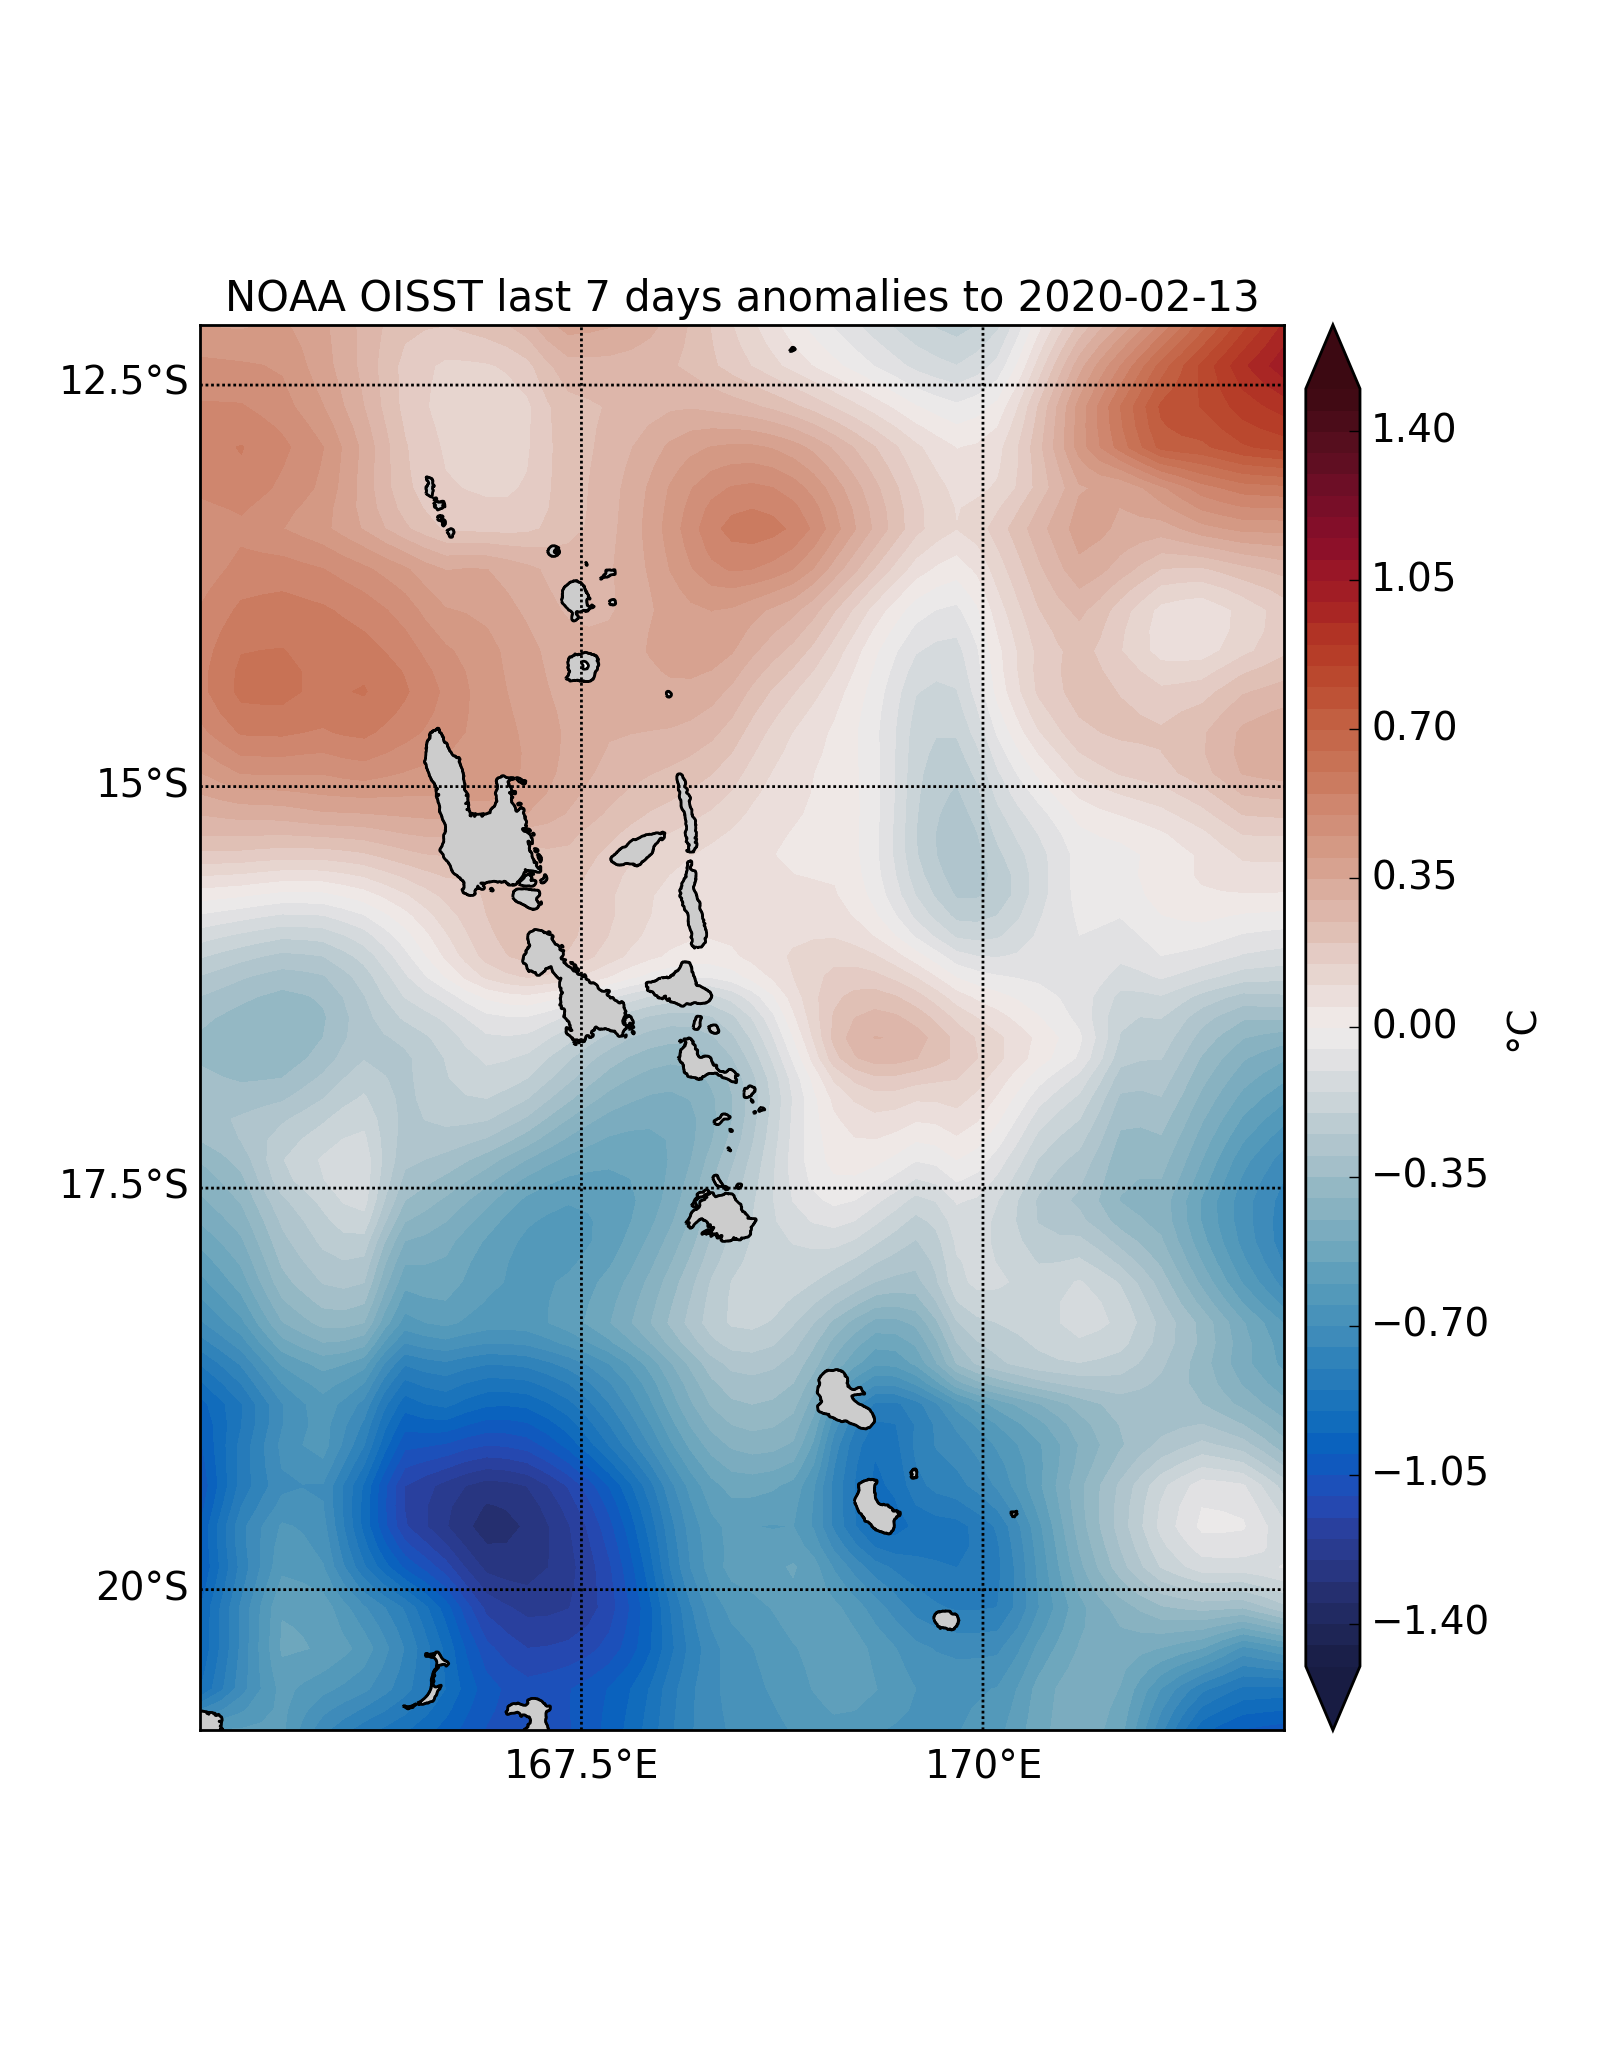 NOAA OISST last 7 days anomalies to 2020-02-13
12.5°S
15°S
17.5°S
20°S
167.5°E
170°E
1.40
1.05
0.70
0.35
0.00
−0.35
−0.70
−1.05
−1.40
°C